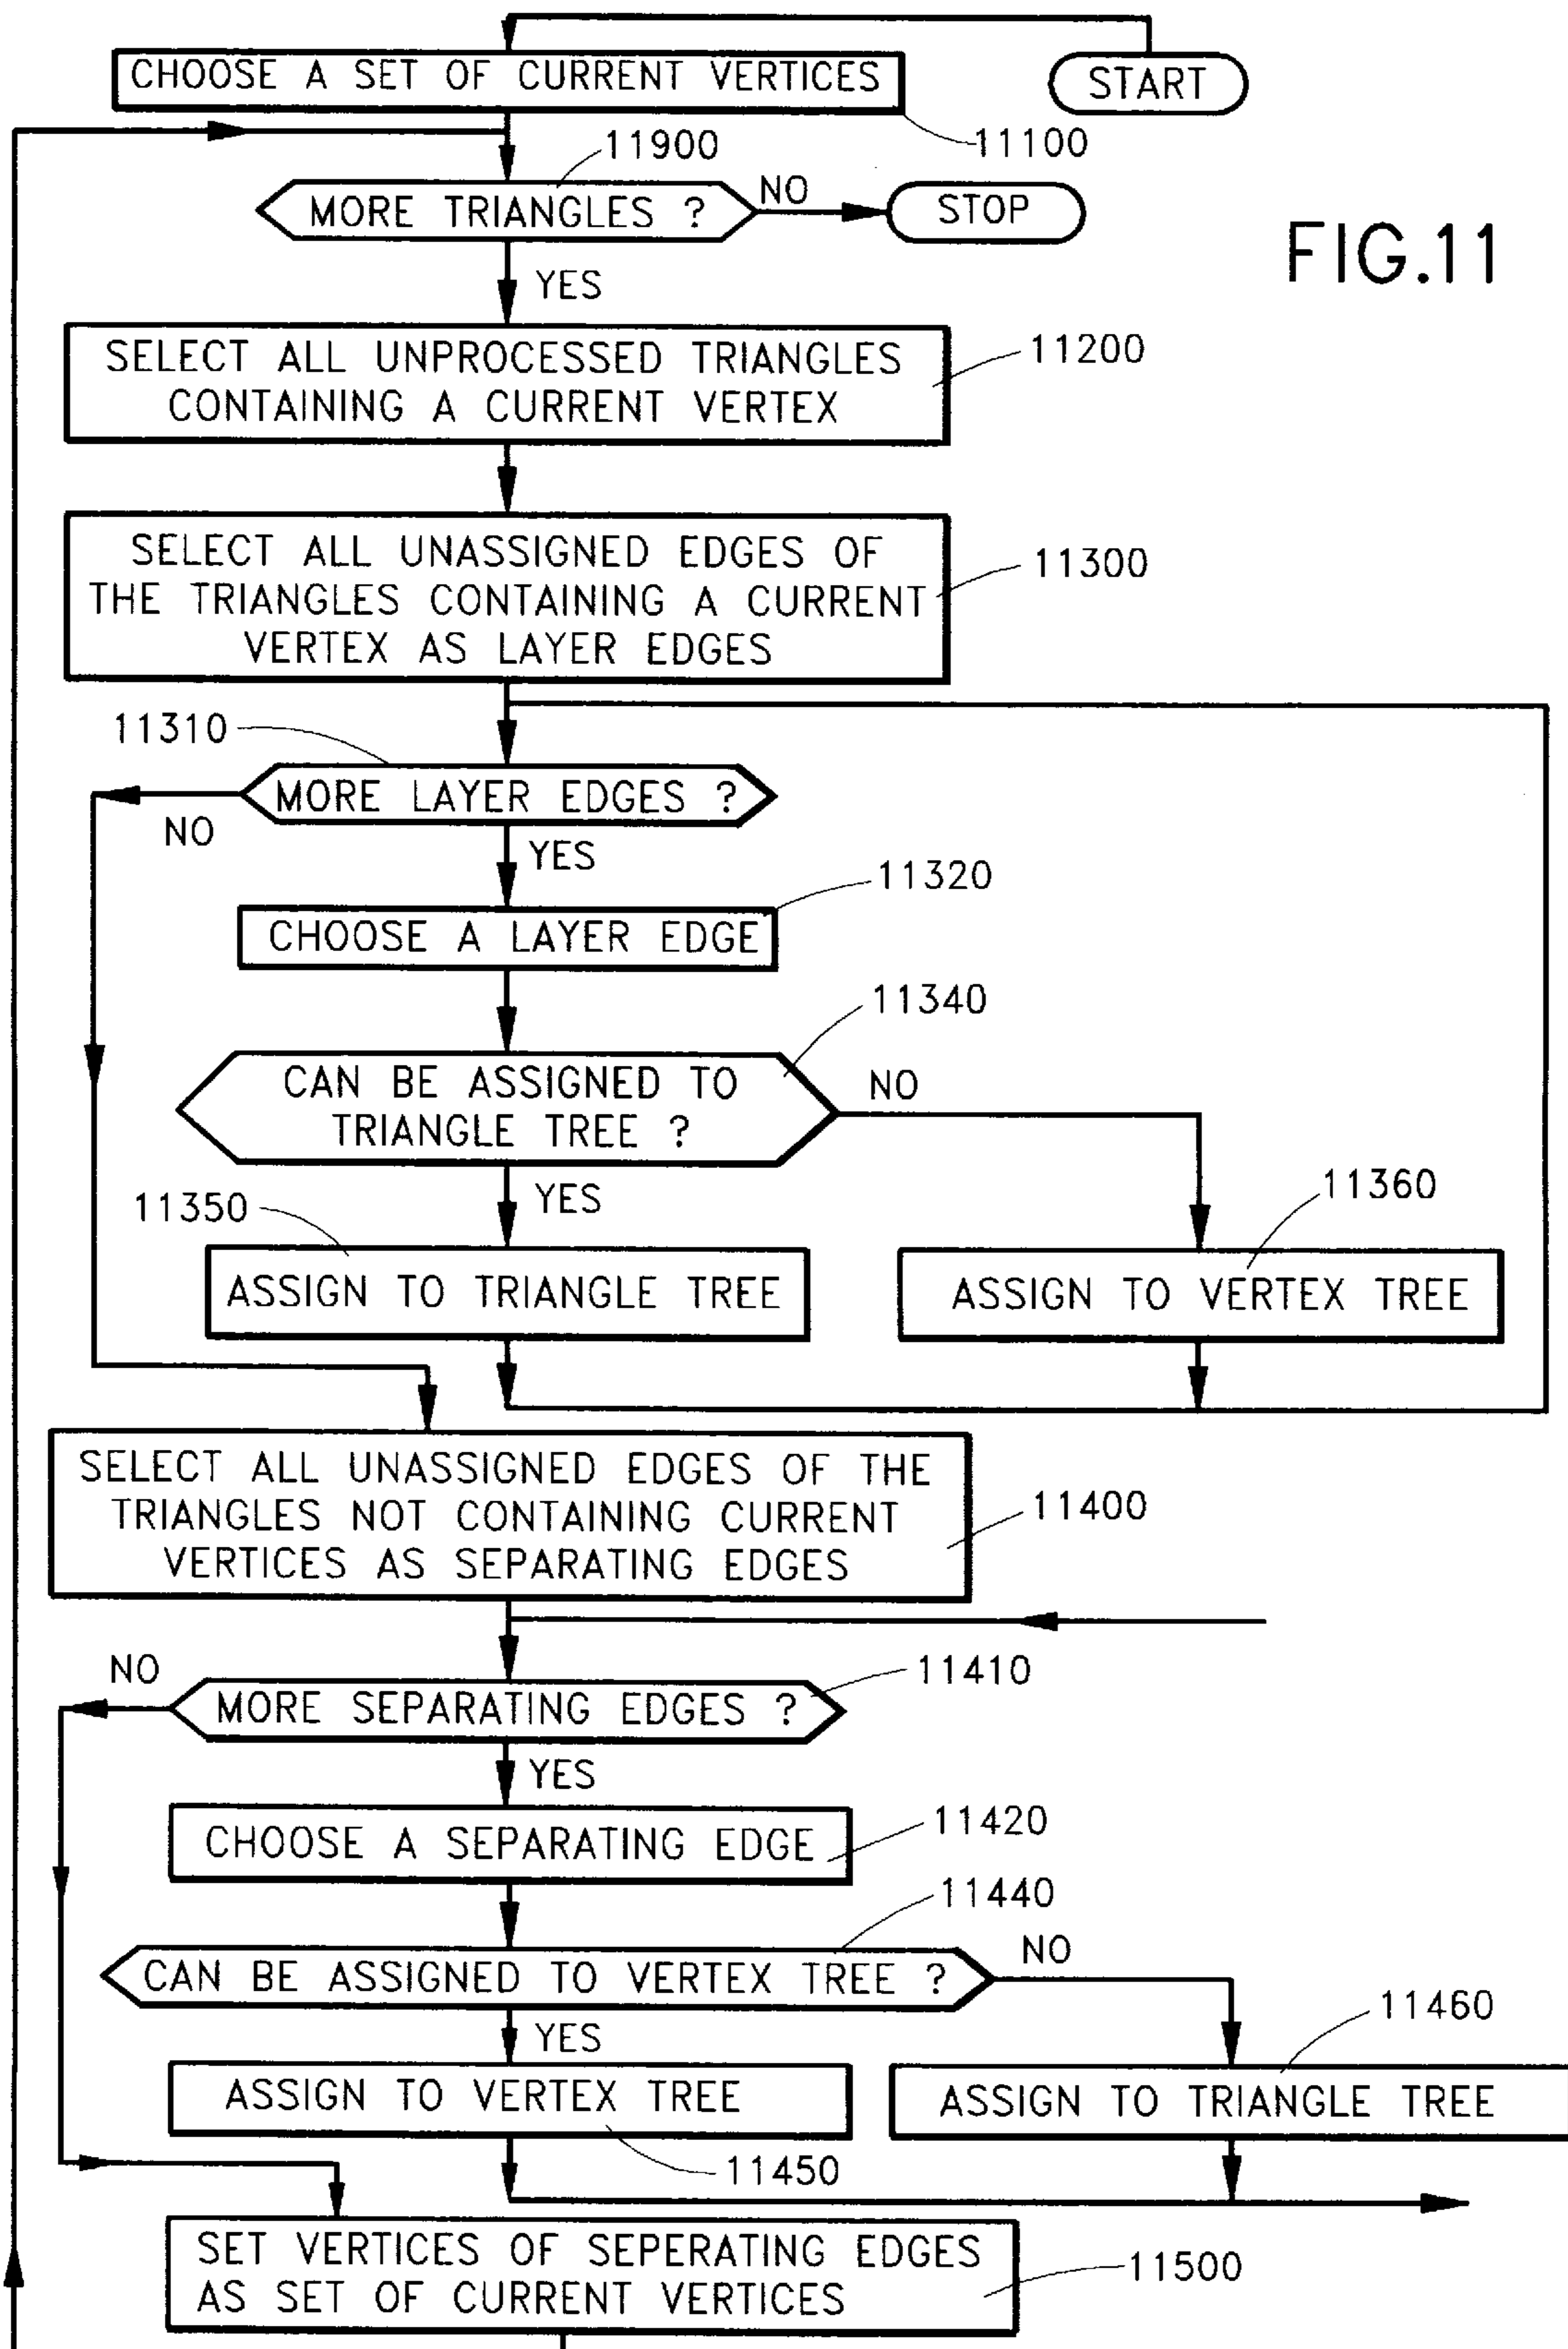 CHOOSE A SET OF CURRENT VERTICES
START
11100
11900
MORE TRIANGLES ?
NO
STOP
FIG.11
YES
SELECT ALL UNPROCESSED TRIANGLES
CONTAINING A CURRENT VERTEX
11200
SELECT ALL UNASSIGNED EDGES OF
THE TRIANGLES CONTAINING A CURRENT
VERTEX AS LAYER EDGES
11300
11310
MORE LAYER EDGES ?
NO
YES
11320
CHOOSE A LAYER EDGE
11340
CAN BE ASSIGNED TO
TRIANGLE TREE ?
NO
YES
11350
11360
ASSIGN TO TRIANGLE TREE
ASSIGN TO VERTEX TREE
SELECT ALL UNASSIGNED EDGES OF THE
TRIANGLES NOT CONTAINING CURRENT
VERTICES AS SEPARATING EDGES
11400
NO
11410
MORE SEPARATING EDGES ?
YES
11420
CHOOSE A SEPARATING EDGE
11440
CAN BE ASSIGNED TO VERTEX TREE ?
NO
YES
11460
ASSIGN TO VERTEX TREE
ASSIGN TO TRIANGLE TREE
11450
SET VERTICES OF SEPERATING EDGES
AS SET OF CURRENT VERTICES
11500